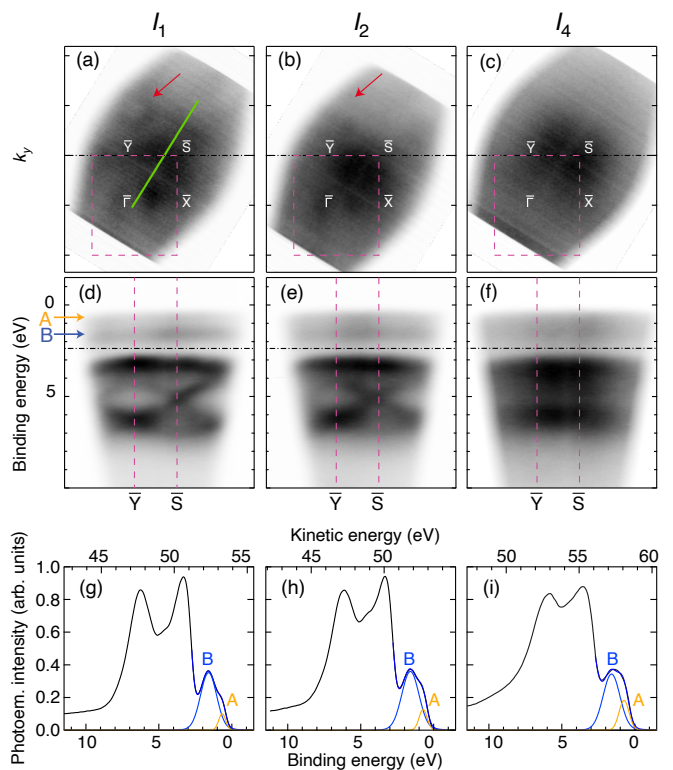 I1 I2 I4
(a) (b) (c)
ky
Ȳ S̄ Ȳ S̄ Ȳ S̄
Γ̄ X̄ Γ̄ X̄ Γ̄ X̄
(d) (e) (f)
0
A
B
5
Binding energy (eV)
Ȳ S̄ Ȳ S̄ Ȳ S̄
Kinetic energy (eV)
45 50 55 45 50 55 60
(g) (h) (i)
Photoem. intensity (arb. units)
1.0
0.8
0.6
0.4
0.2
0.0
B A B A B A
10 5 0 10 5 0 10 5 0
Binding energy (eV)